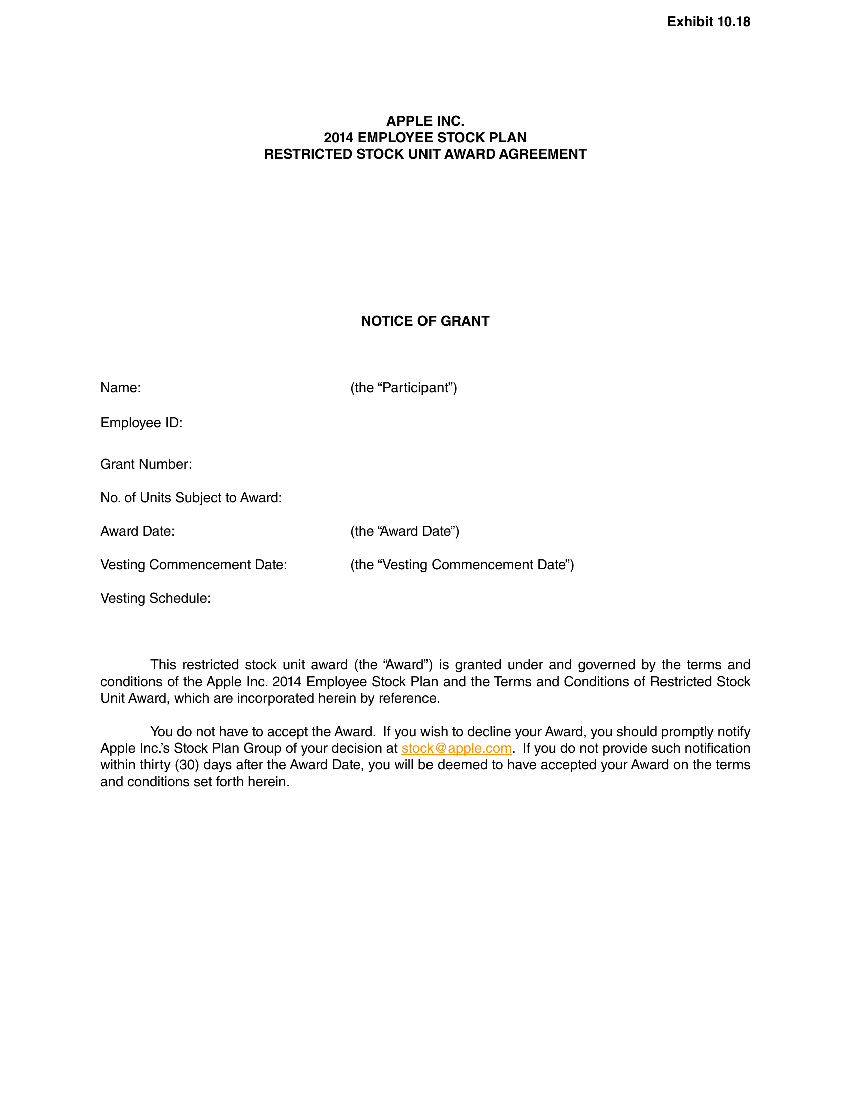 Exhibit 10.18
APPLE INC.
2014 EMPLOYEE STOCK PLAN
RESTRICTED STOCK UNIT AWARD AGREEMENT
NOTICE OF GRANT
Name: (the “Participant”)
Employee ID:
Grant Number:
No. of Units Subject to Award:
Award Date: (the “Award Date”)
Vesting Commencement Date: (the “Vesting Commencement Date”)
Vesting Schedule:
This restricted stock unit award (the “Award”) is granted under and governed by the terms and
conditions of the Apple Inc. 2014 Employee Stock Plan and the Terms and Conditions of Restricted Stock
Unit Award, which are incorporated herein by reference.
You do not have to accept the Award. If you wish to decline your Award, you should promptly notify
Apple Inc.’s Stock Plan Group of your decision at stock@apple.com. If you do not provide such notification
within thirty (30) days after the Award Date, you will be deemed to have accepted your Award on the terms
and conditions set forth herein.